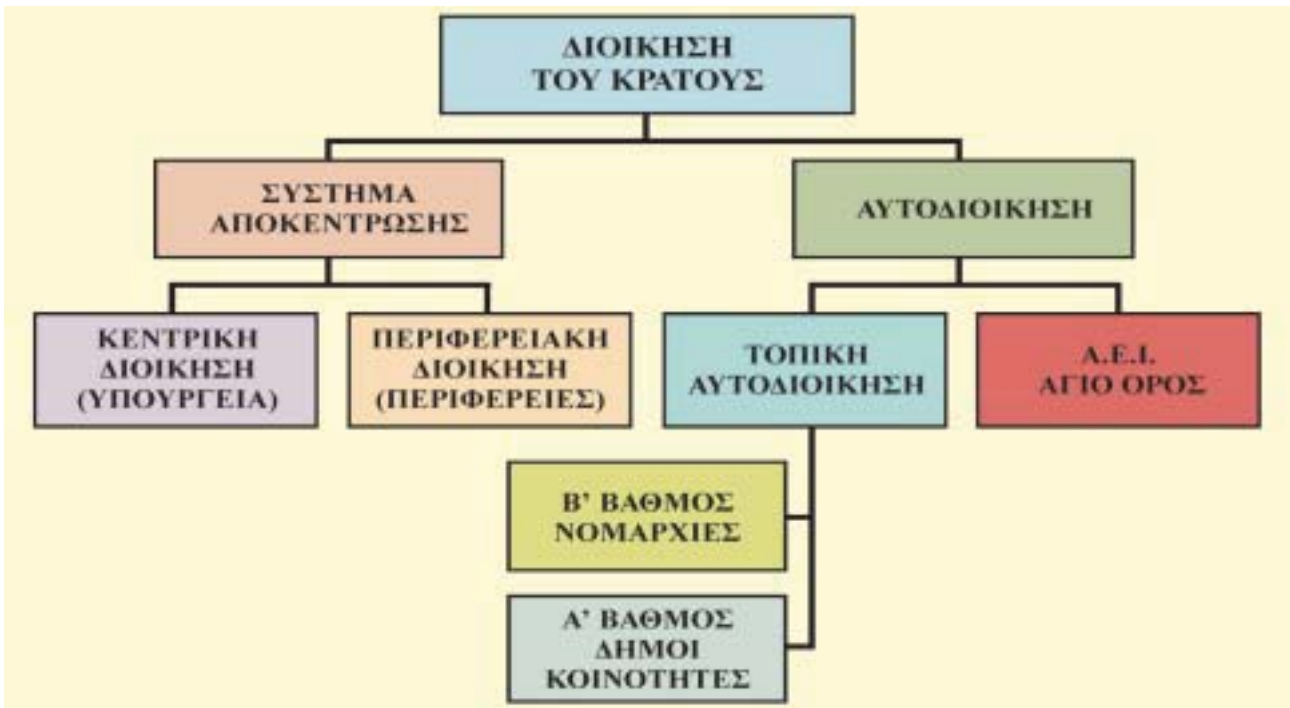 ΔΙΟΙΚΗΣΗ
ΤΟΥ ΚΡΑΤΟΥΣ
ΣΥΣΤΗΜΑ
ΑΠΟΚΕΝΤΡΩΣΗΣ
ΑΥΤΟΔΙΟΙΚΗΣΗ
ΚΕΝΤΡΙΚΗ
ΔΙΟΙΚΗΣΗ
(ΥΠΟΥΡΓΕΙΑ)
ΠΕΡΙΦΕΡΕΙΑΚΗ
ΔΙΟΙΚΗΣΗ
(ΠΕΡΙΦΕΡΕΙΕΣ)
ΤΟΠΙΚΗ
ΑΥΤΟΔΙΟΙΚΗΣΗ
Α.Ε.Ι.
ΑΓΙΟ ΟΡΟΣ
Β' ΒΑΘΜΟΣ
ΝΟΜΑΡΧΙΕΣ
Α' ΒΑΘΜΟΣ
ΔΗΜΟΙ
ΚΟΙΝΟΤΗΤΕΣ